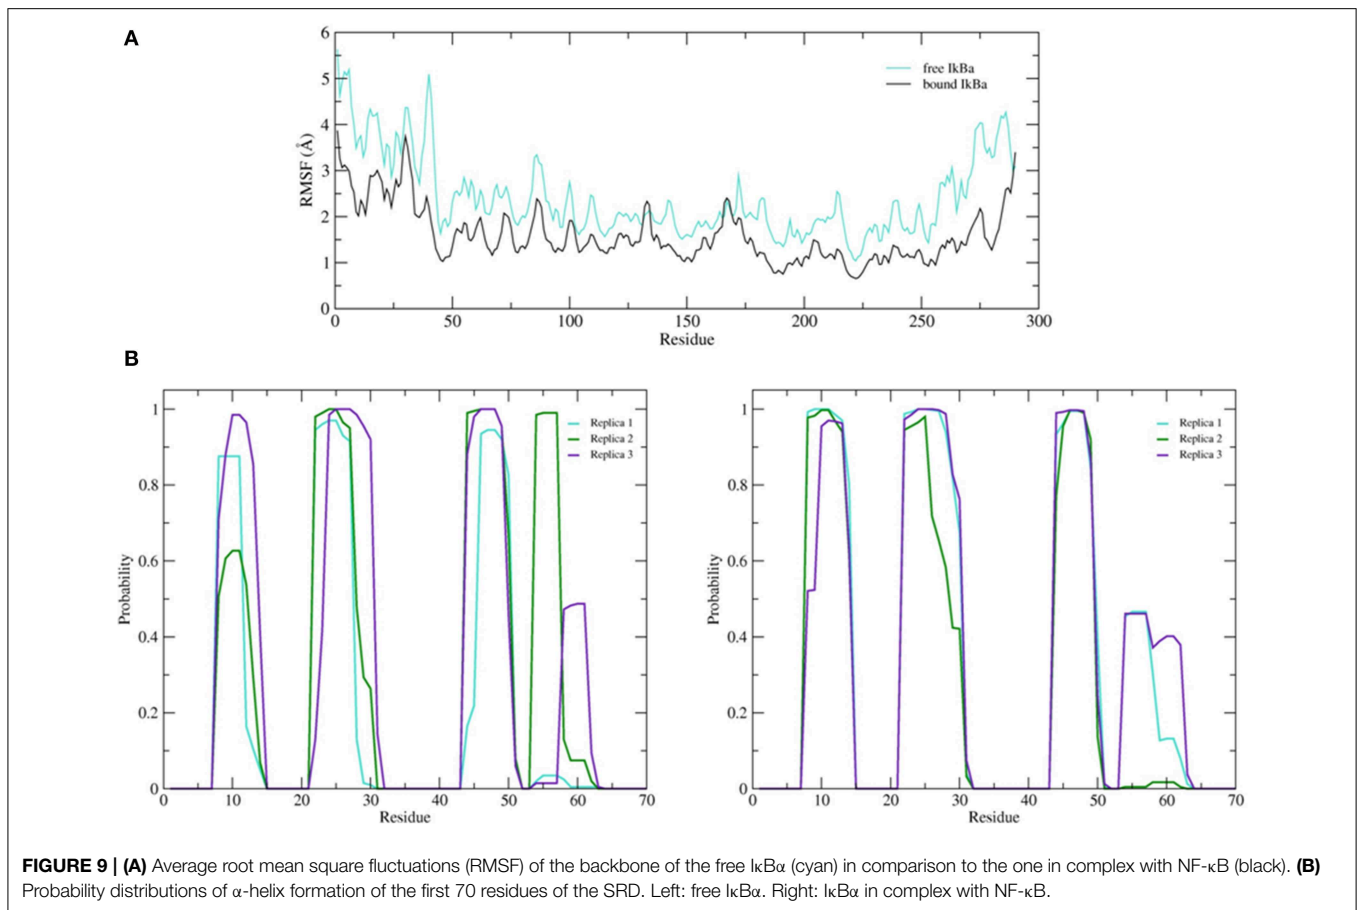 A
6
5
4
3
2
1
0
RMSF (Å)
free IkBa
bound IkBa
0 50 100 150 200 250 300
Residue
B
1
0.8
0.6
0.4
0.2
0
Probability
Replica 1
Replica 2
Replica 3
0 10 20 30 40 50 60 70
Residue
1
0.8
0.6
0.4
0.2
0
Probability
Replica 1
Replica 2
Replica 3
0 10 20 30 40 50 60 70
Residue
FIGURE 9 | (A) Average root mean square fluctuations (RMSF) of the backbone of the free IκBα (cyan) in comparison to the one in complex with NF-κB (black). (B)
Probability distributions of α-helix formation of the first 70 residues of the SRD. Left: free IκBα. Right: IκBα in complex with NF-κB.